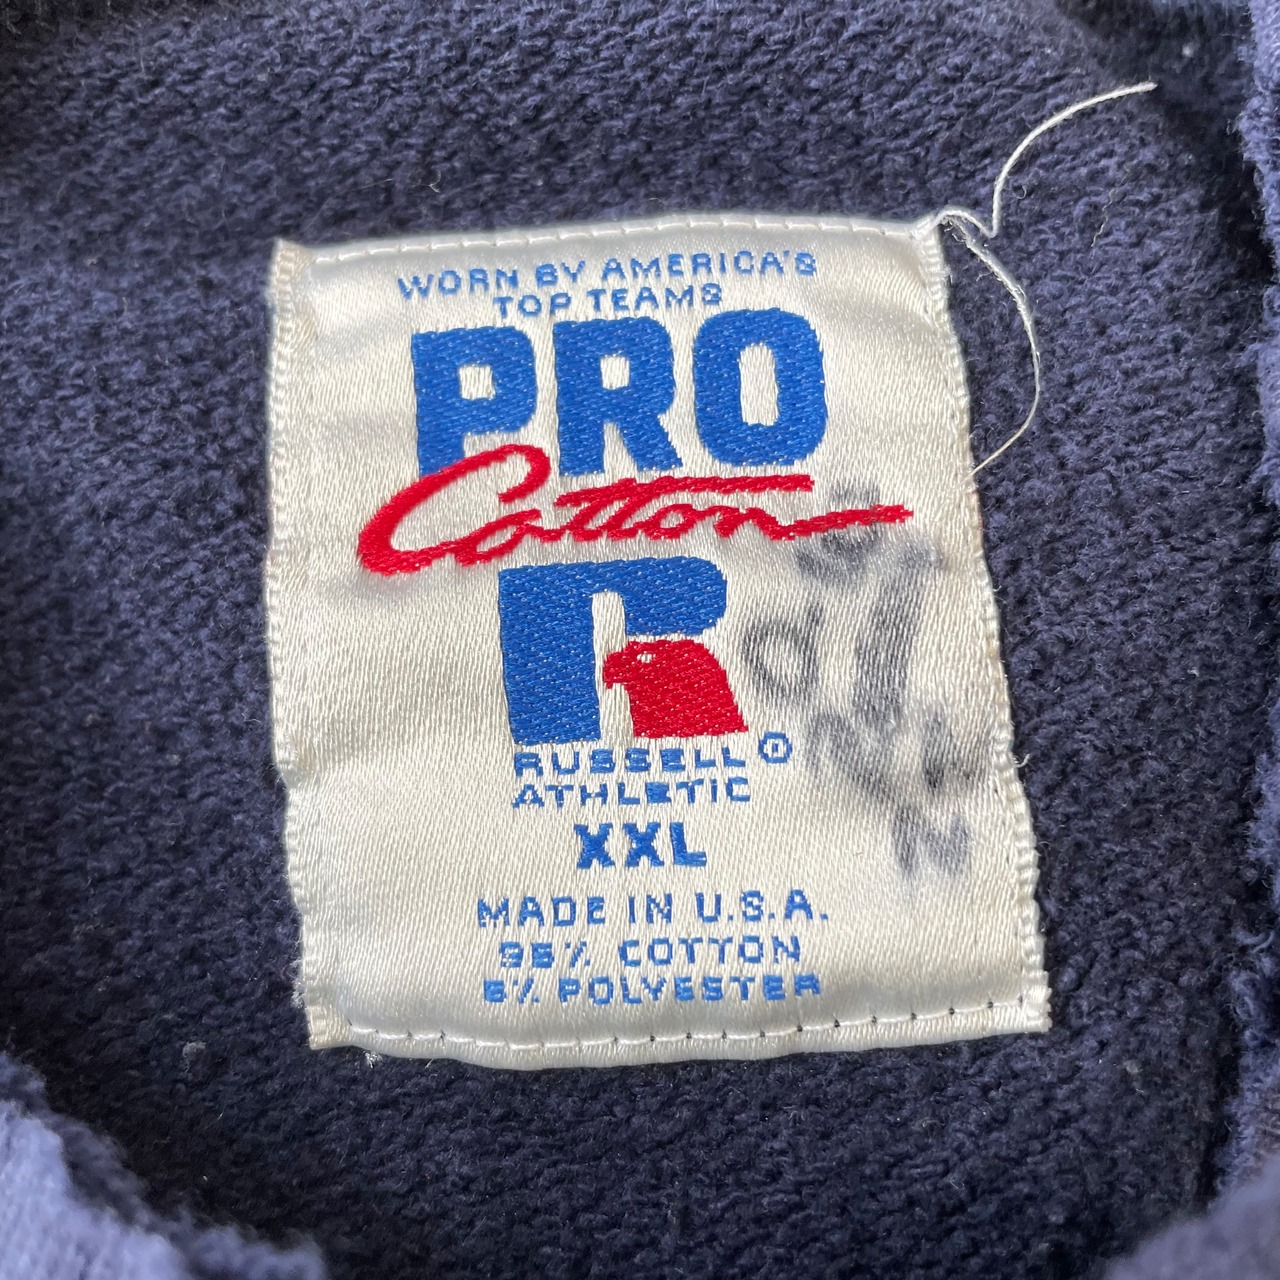 WORN BY AMERICA'S
TOP TEAMS
PRO
Cotton
R
RUSSELL ®
ATHLETIC
XXL
MADE IN U.S.A.
95% COTTON
5% POLYESTER